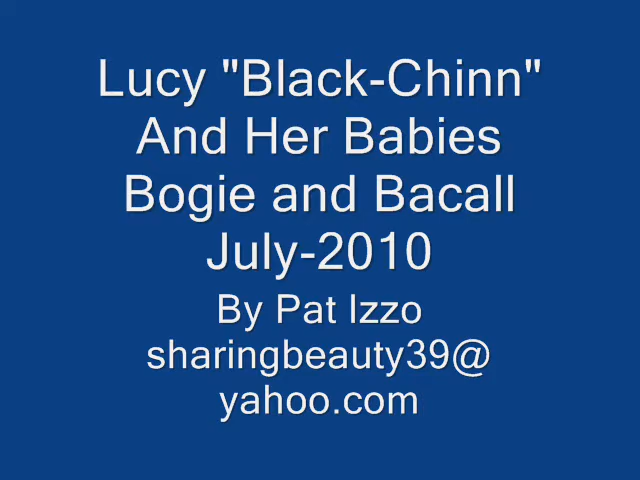 Lucy "Black-Chinn"
And Her Babies
Bogie and Bacall
July-2010
By Pat Izzo
sharingbeauty39@
yahoo.com